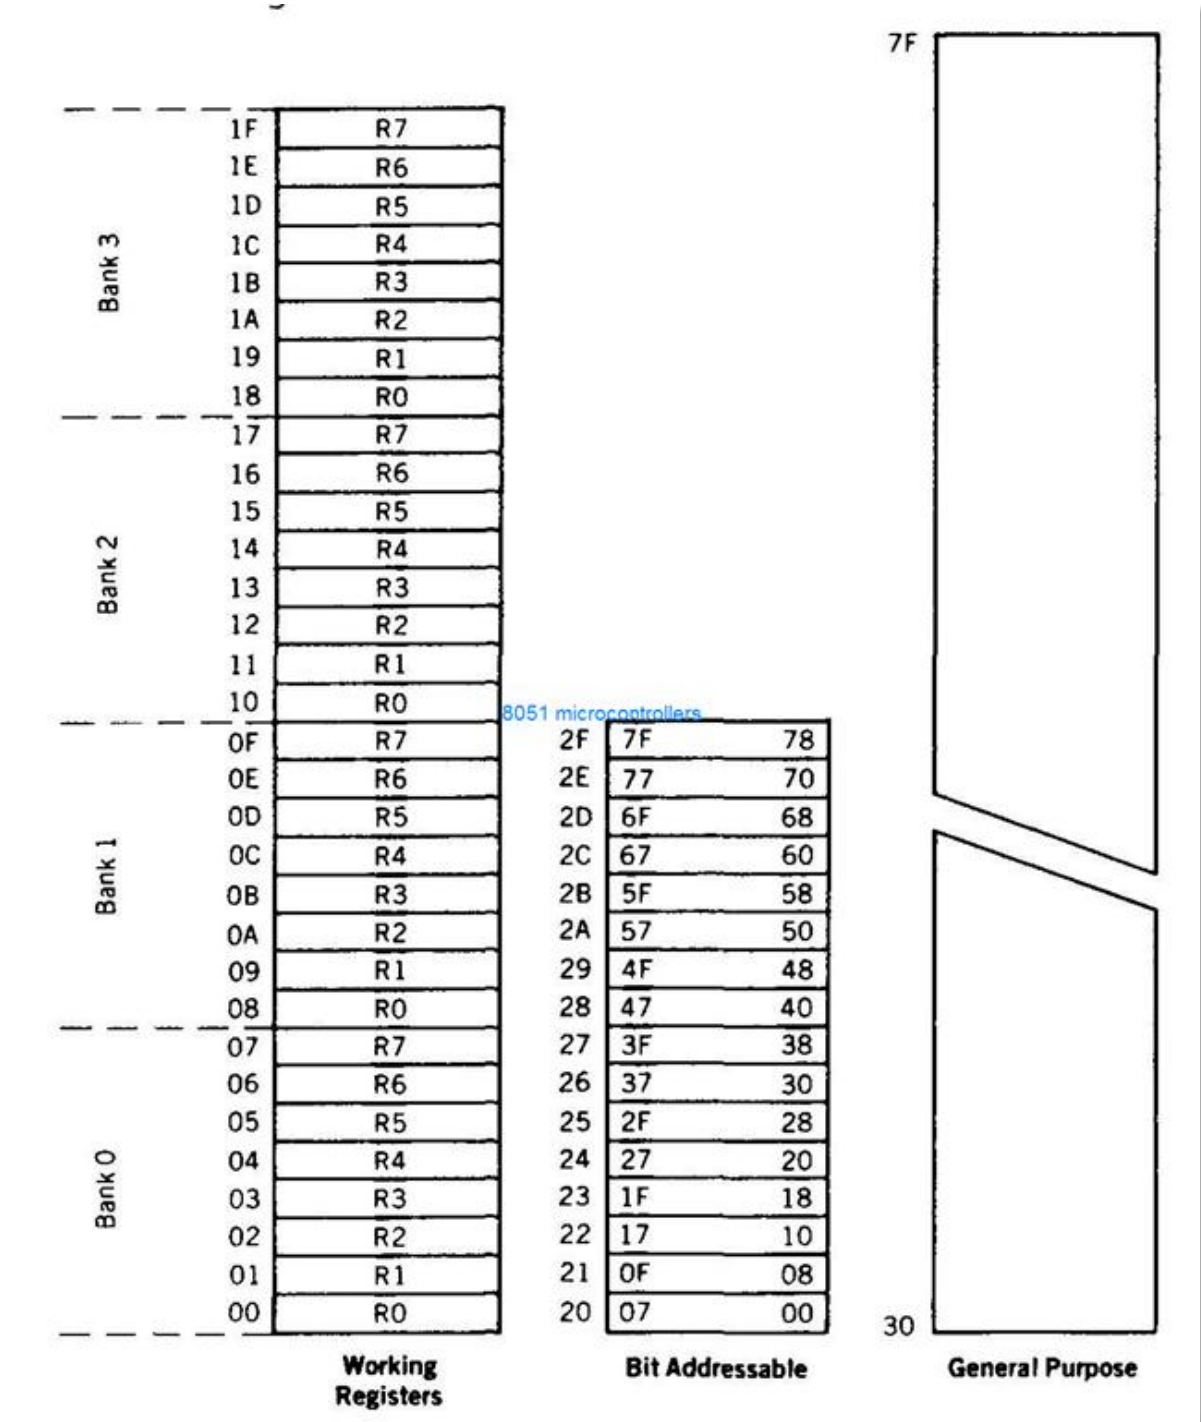 7F
1F R7
1E R6
1D R5
1C R4
1B R3
1A R2
19 R1
18 R0
Bank 3
17 R7
16 R6
15 R5
14 R4
13 R3
12 R2
11 R1
10 R0
Bank 2
8051 microcontrollers
0F R7 2F 7F 78
0E R6 2E 77 70
0D R5 2D 6F 68
0C R4 2C 67 60
0B R3 2B 5F 58
0A R2 2A 57 50
09 R1 29 4F 48
08 R0 28 47 40
Bank 1
07 R7 27 3F 38
06 R6 26 37 30
05 R5 25 2F 28
04 R4 24 27 20
03 R3 23 1F 18
02 R2 22 17 10
01 R1 21 0F 08
00 R0 20 07 00
Bank 0
30
Working
Registers
Bit Addressable
General Purpose